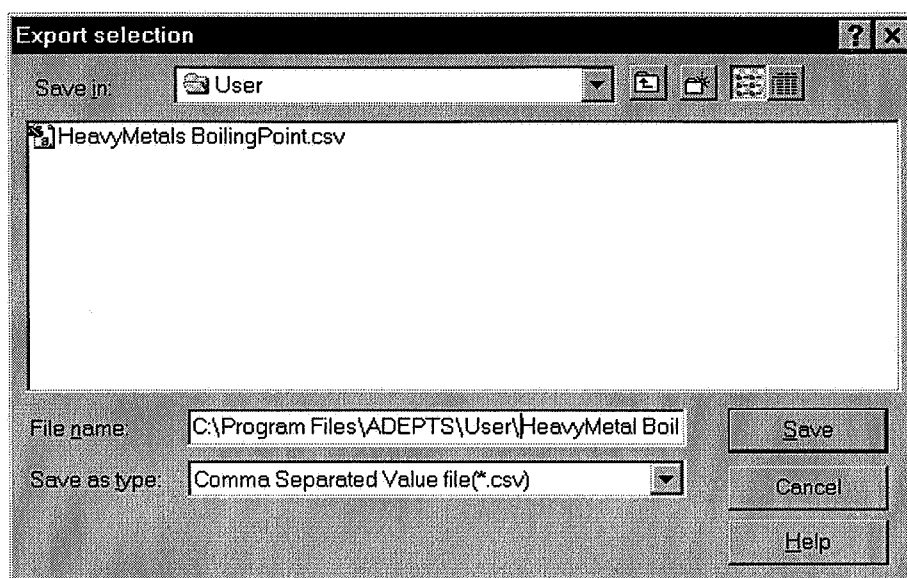 Export selection
Save in: User
HeavyMetals BoilingPoint.csv
File name: C:\Program Files\ADEPTS\User\HeavyMetal Boil Save
Save as type: Comma Separated Value file(*.csv) Cancel
Help